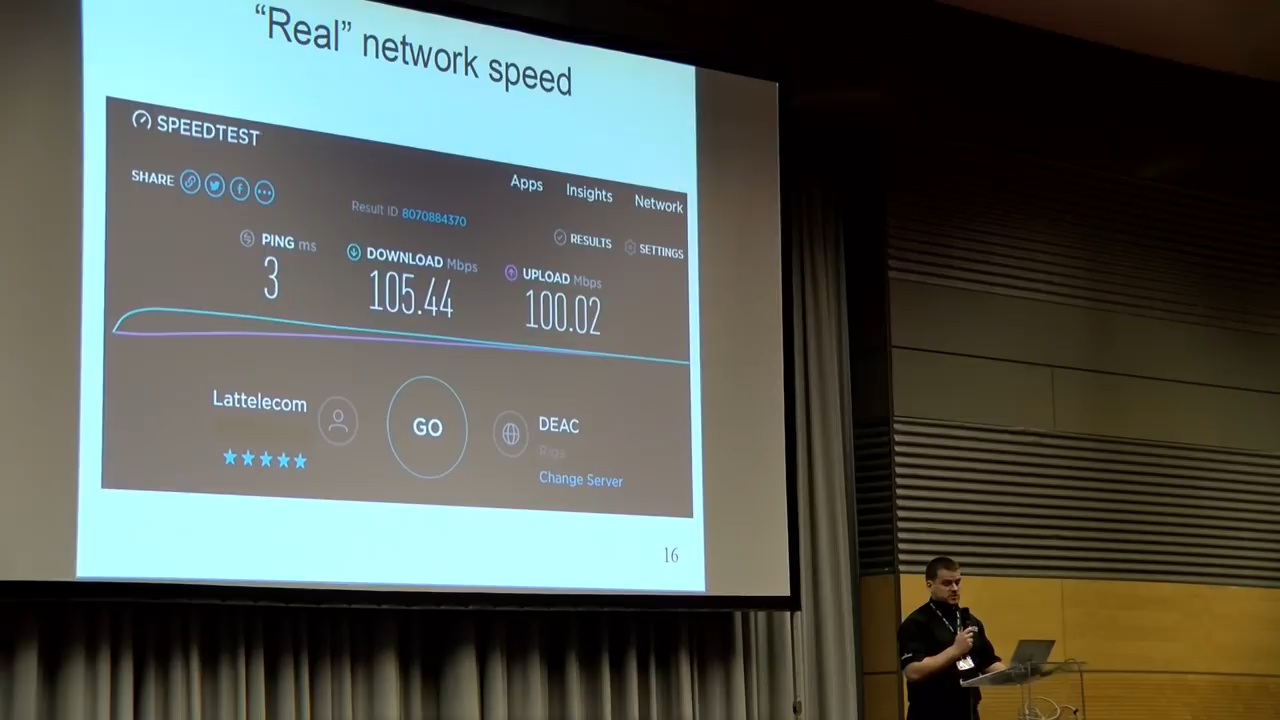 “Real” network speed
SPEEDTEST
Apps Insights Network
SHARE
Result ID 8070884370
RESULTS SETTINGS
PING ms
3
DOWNLOAD Mbps
105.44
UPLOAD Mbps
100.02
Lattelecom
GO
DEAC
Riga
Change Server
16